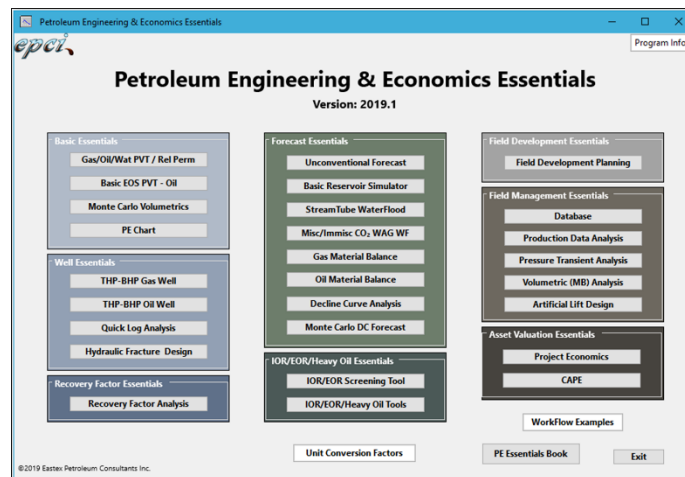 Petroleum Engineering & Economics Essentials
epci
Program Info
Petroleum Engineering & Economics Essentials
Version: 2019.1
Basic Essentials
Gas/Oil/Wat PVT / Rel Perm
Basic EOS PVT - Oil
Monte Carlo Volumetrics
PE Chart
Well Essentials
THP-BHP Gas Well
THP-BHP Oil Well
Quick Log Analysis
Hydraulic Fracture Design
Recovery Factor Essentials
Recovery Factor Analysis
Forecast Essentials
Unconventional Forecast
Basic Reservoir Simulator
StreamTube WaterFlood
Misc/Immisc CO₂ WAG WF
Gas Material Balance
Oil Material Balance
Decline Curve Analysis
Monte Carlo DC Forecast
IOR/EOR/Heavy Oil Essentials
IOR/EOR Screening Tool
IOR/EOR/Heavy Oil Tools
Field Development Essentials
Field Development Planning
Field Management Essentials
Database
Production Data Analysis
Pressure Transient Analysis
Volumetric (MB) Analysis
Artificial Lift Design
Asset Valuation Essentials
Project Economics
CAPE
WorkFlow Examples
Unit Conversion Factors
PE Essentials Book
Exit
©2019 Eastex Petroleum Consultants Inc.